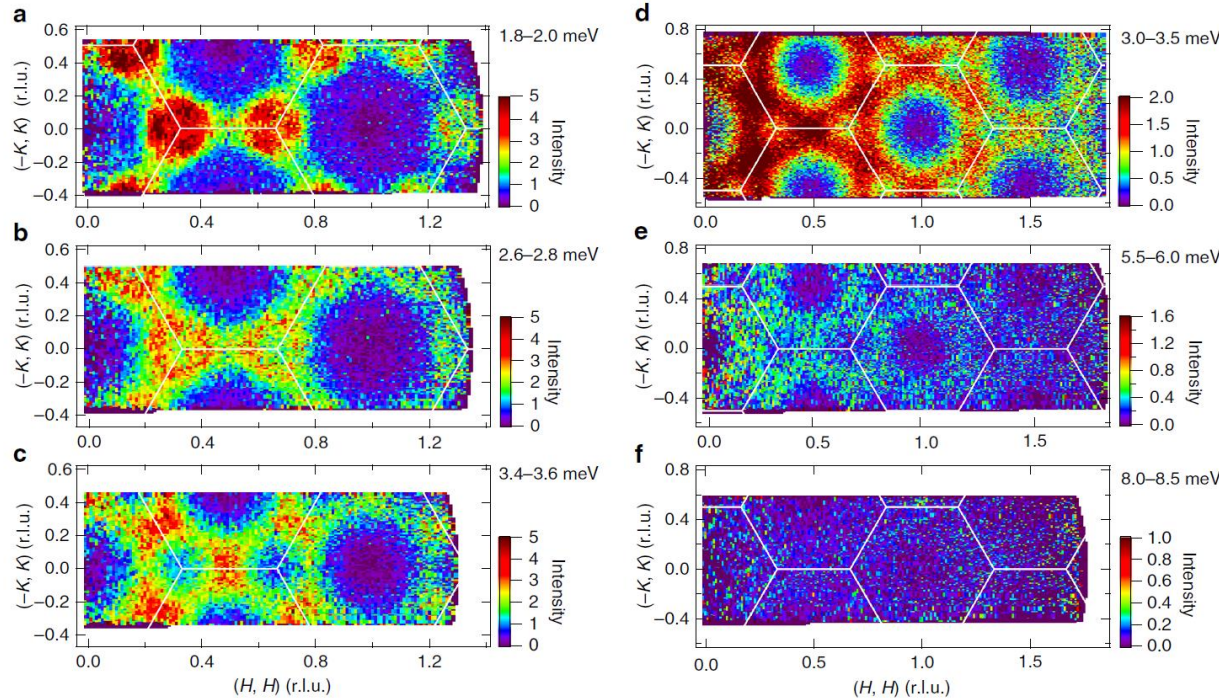 a
1.8–2.0 meV
0.6
0.4
0.2
0.0
−0.2
−0.4
(−K, K) (r.l.u.)
0.0 0.4 0.8 1.2
5
4
3
2
1
0
Intensity
b
2.6–2.8 meV
0.6
0.4
0.2
0.0
−0.2
−0.4
(−K, K) (r.l.u.)
0.0 0.4 0.8 1.2
5
4
3
2
1
0
Intensity
c
3.4–3.6 meV
0.6
0.4
0.2
0.0
−0.2
−0.4
(−K, K) (r.l.u.)
0.0 0.4 0.8 1.2
(H, H) (r.l.u.)
5
4
3
2
1
0
Intensity
d
3.0–3.5 meV
0.8
0.4
0.0
−0.4
(−K, K) (r.l.u.)
0.0 0.5 1.0 1.5
2.0
1.5
1.0
0.5
0.0
Intensity
e
5.5–6.0 meV
0.8
0.4
0.0
−0.4
(−K, K) (r.l.u.)
0.0 0.5 1.0 1.5
1.6
1.2
0.8
0.4
0.0
Intensity
f
8.0–8.5 meV
0.8
0.4
0.0
−0.4
(−K, K) (r.l.u.)
0.0 0.5 1.0 1.5
(H, H) (r.l.u.)
1.0
0.8
0.6
0.4
0.2
0.0
Intensity